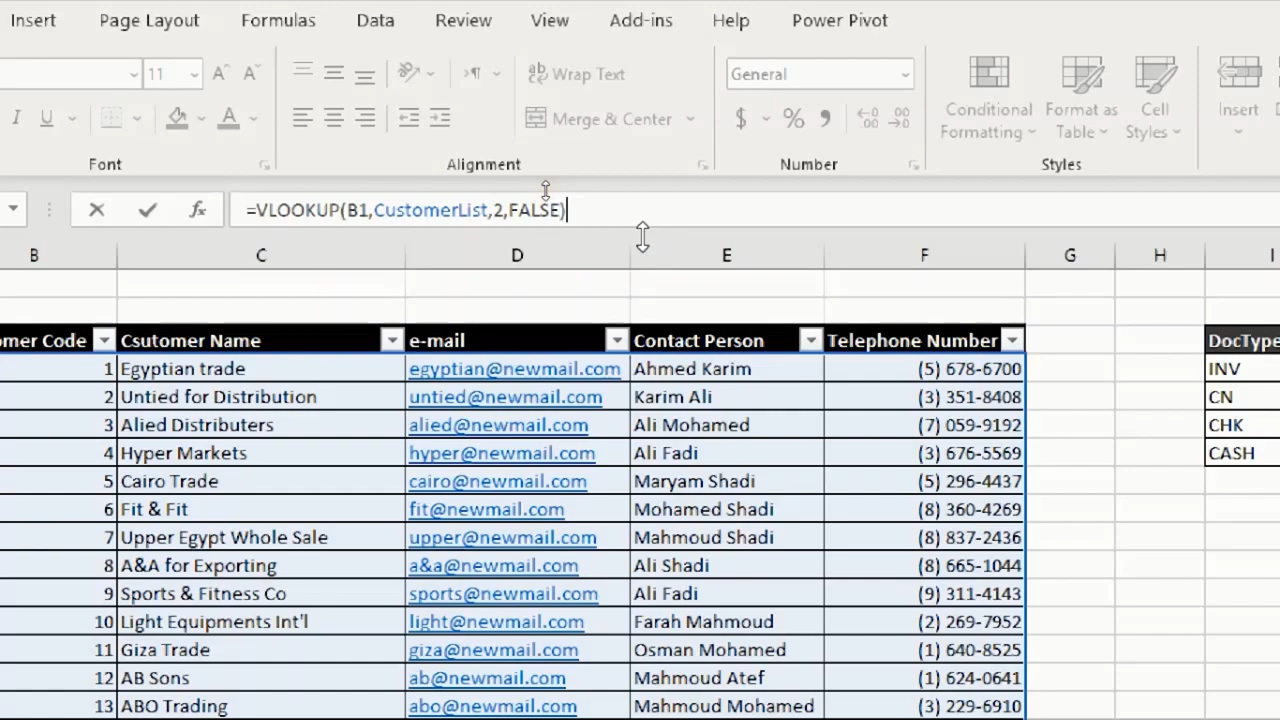 Insert Page Layout Formulas Data Review View Add-ins Help Power Pivot
11 A A ab Wrap Text General
I U A Merge & Center $ % Conditional Formatting Format as Table Cell Styles Insert
Font Alignment Number Styles
fx =VLOOKUP(B1,CustomerList,2,FALSE)
B C D E F G H I
omer Code Csutomer Name e-mail Contact Person Telephone Number DocType
1 Egyptian trade egyptian@newmail.com Ahmed Karim (5) 678-6700 INV
2 Untied for Distribution untied@newmail.com Karim Ali (3) 351-8408 CN
3 Alied Distributers alied@newmail.com Ali Mohamed (7) 059-9192 CHK
4 Hyper Markets hyper@newmail.com Ali Fadi (3) 676-5569 CASH
5 Cairo Trade cairo@newmail.com Maryam Shadi (5) 296-4437
6 Fit & Fit fit@newmail.com Mohamed Shadi (8) 360-4269
7 Upper Egypt Whole Sale upper@newmail.com Mahmoud Shadi (8) 837-2436
8 A&A for Exporting a&a@newmail.com Ali Shadi (8) 665-1044
9 Sports & Fitness Co sports@newmail.com Ali Fadi (9) 311-4143
10 Light Equipments Int'l light@newmail.com Farah Mahmoud (2) 269-7952
11 Giza Trade giza@newmail.com Osman Mohamed (1) 640-8525
12 AB Sons ab@newmail.com Mahmoud Atef (1) 624-0641
13 ABO Trading abo@newmail.com Mahmoud Mohamed (3) 229-6910